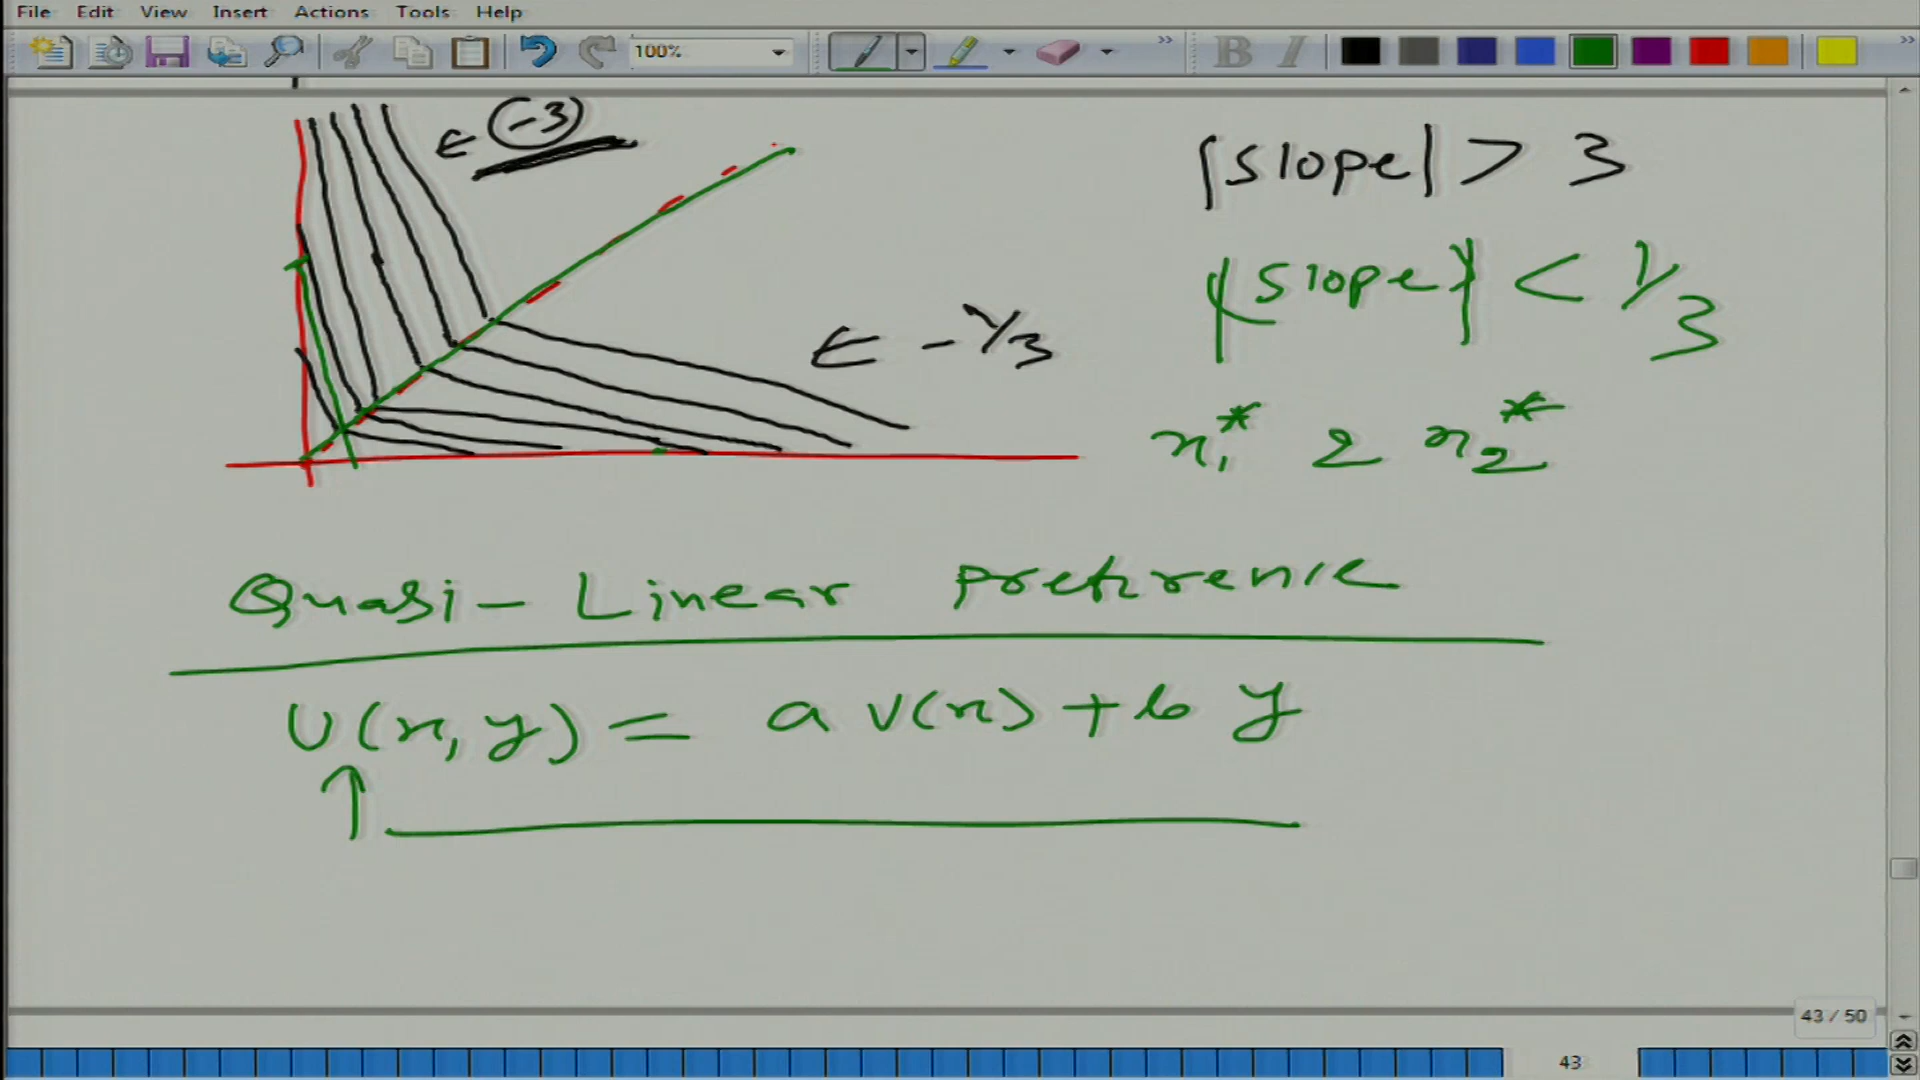 File Edit View Insert Actions Tools Help
100%
B I
∈ -3
|slope| > 3
|slope| < 1/3
∈ -1/3
x₁* & x₂*
Quasi-Linear Preference
U(x, y) = a v(x) + b y
↑
43 / 50
43